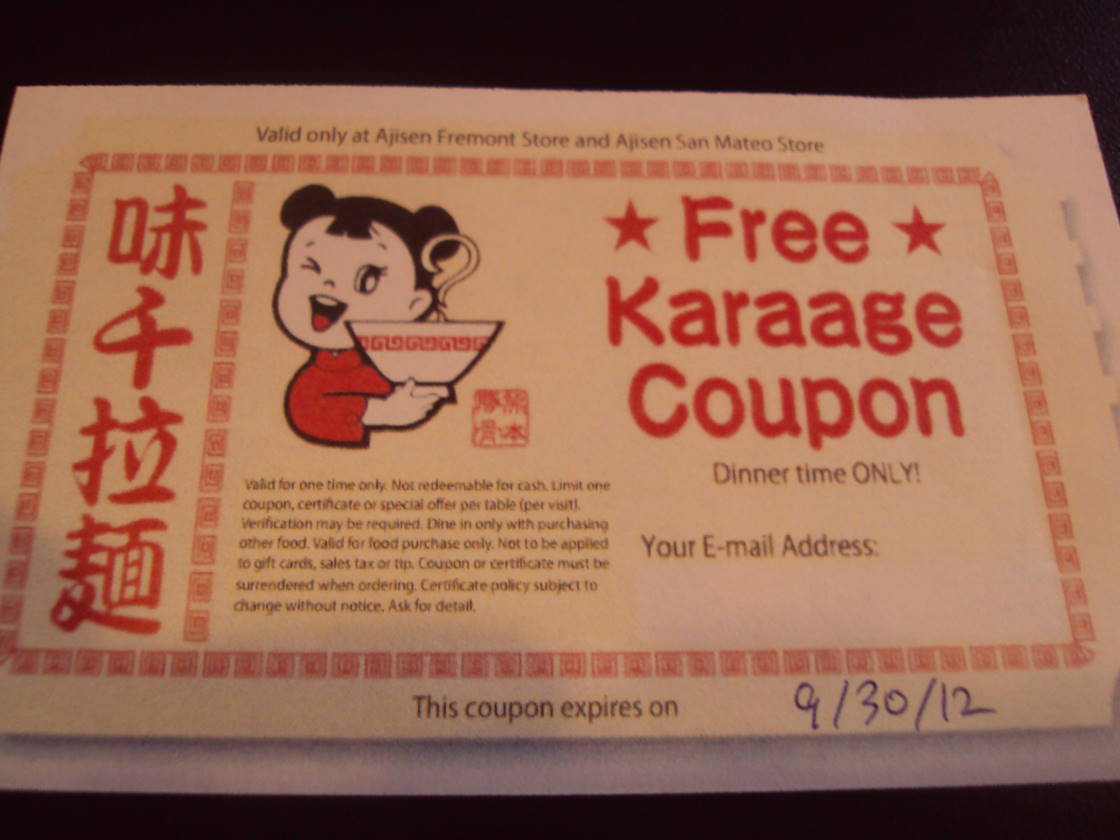 Valid only at Ajisen Fremont Store and Ajisen San Mateo Store
味千拉麺
★ Free ★
Karaage
Coupon
Dinner time ONLY!
Your E-mail Address:
Valid for one time only. Not redeemable for cash. Limit one
coupon, certificate or special offer per table (per visit).
Verification may be required. Dine in only with purchasing
other food. Valid for food purchase only. Not to be applied
to gift cards, sales tax or tip. Coupon or certificate must be
surrendered when ordering. Certificate policy subject to
change without notice. Ask for detail.
This coupon expires on 9/30/12